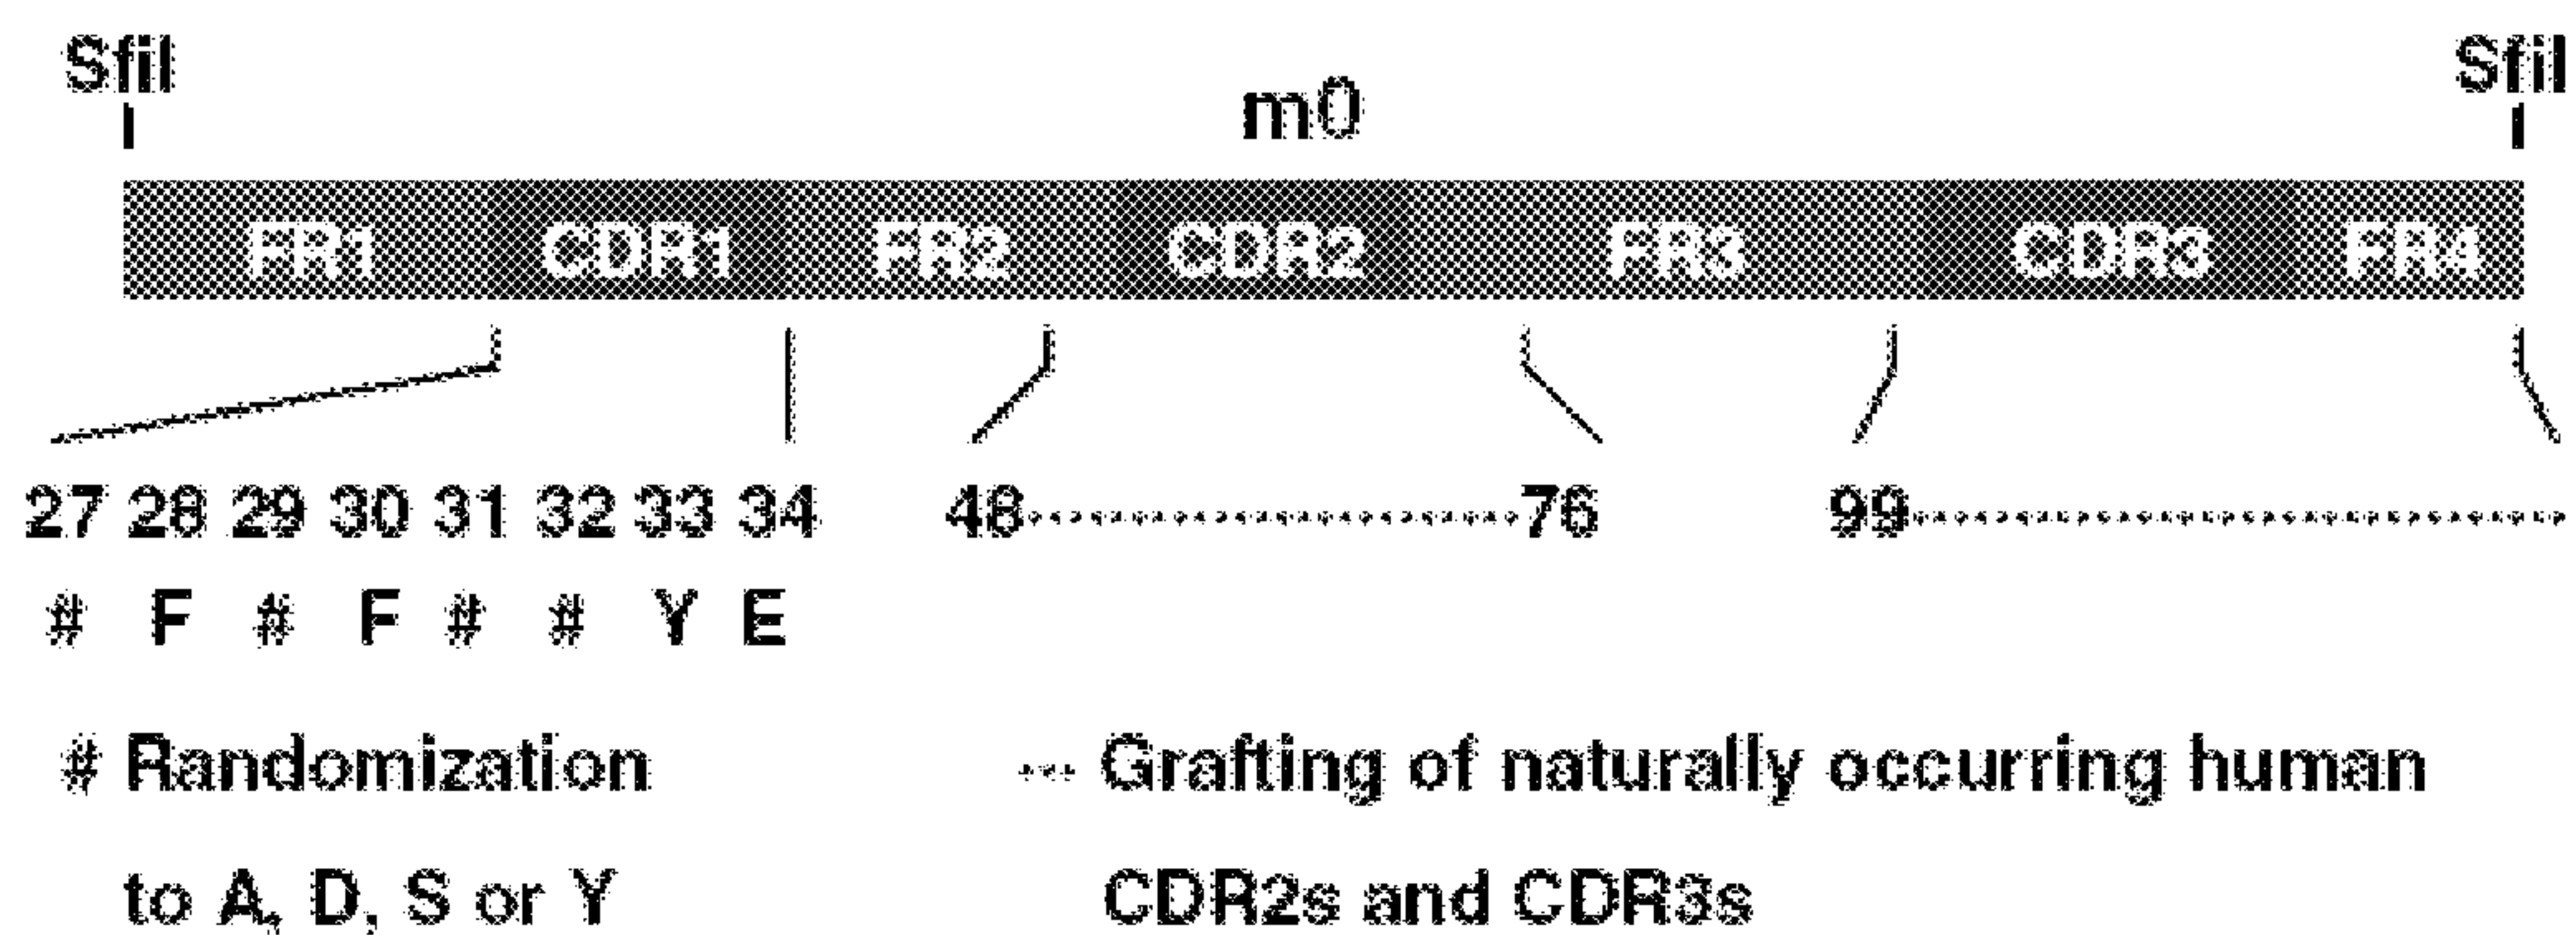 SfiI SfiI
m0
FR1 CDR1 FR2 CDR2 FR3 CDR3 FR4
27 28 29 30 31 32 33 34 48 76 99
# F # F # # Y E
# Randomization Grafting of naturally occurring human
to A, D, S or Y CDR2s and CDR3s